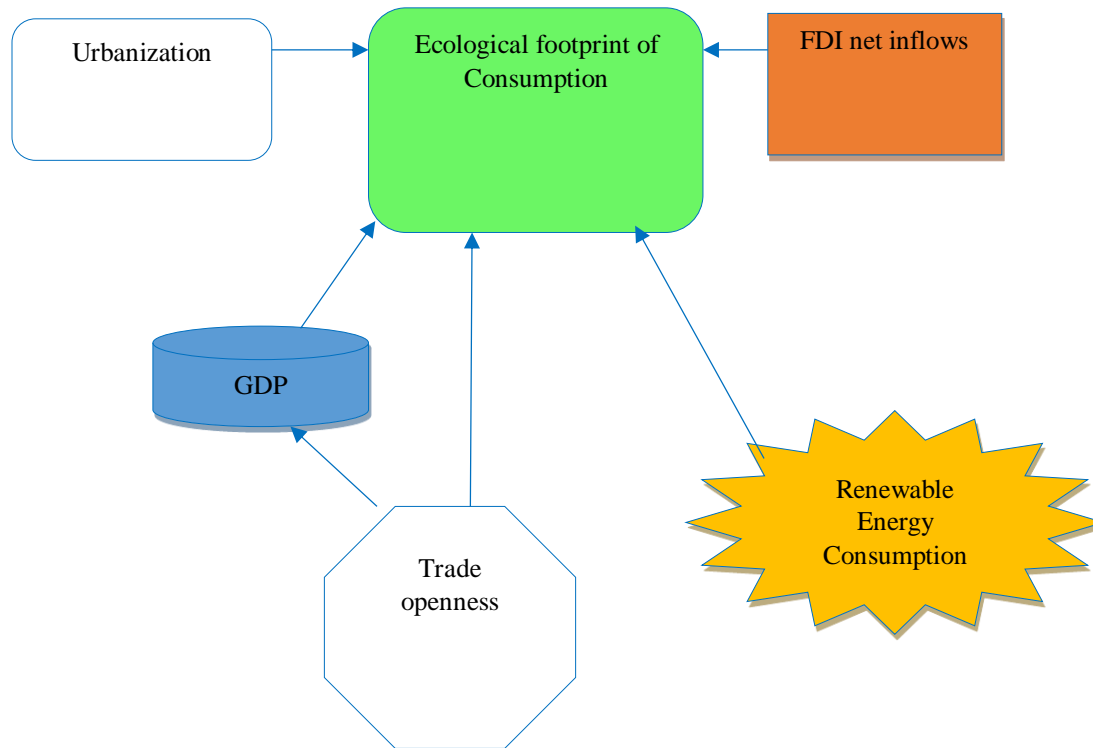 Urbanization
Ecological footprint of
Consumption
FDI net inflows
GDP
Trade
openness
Renewable
Energy
Consumption